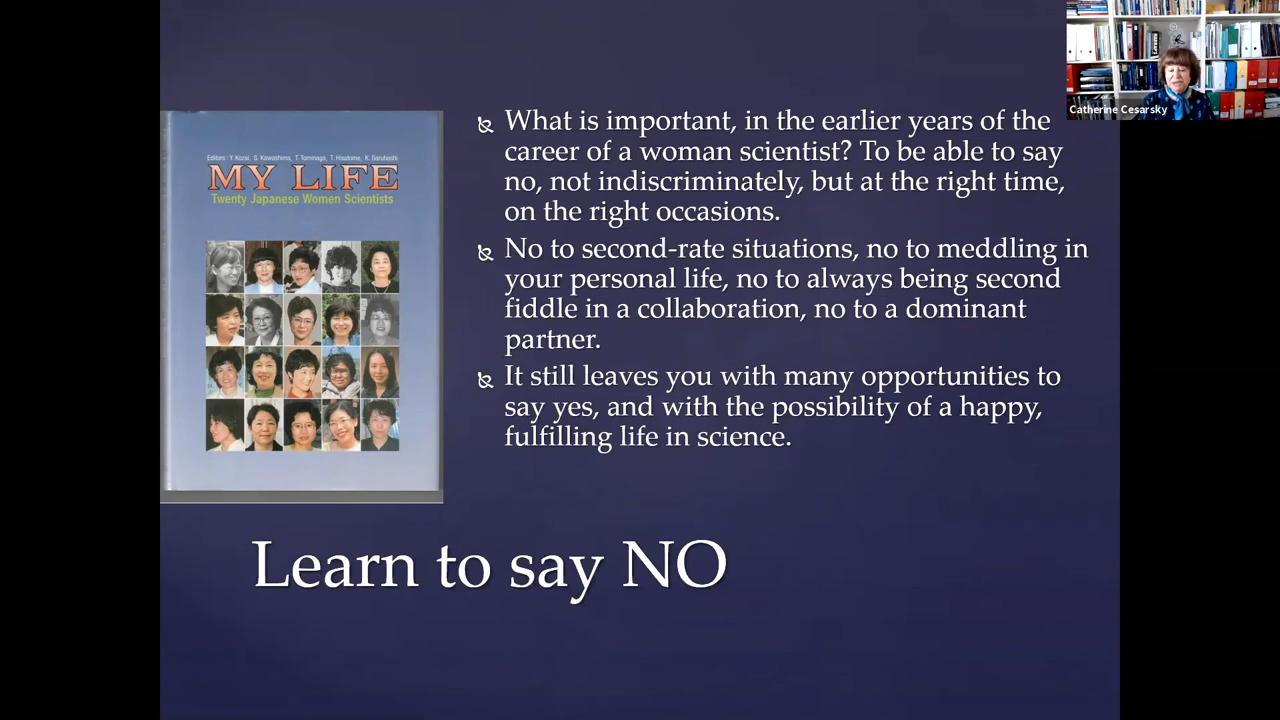 Catherine Cesarsky
Editors: Y. Kozai, S. Kawashima, T. Tominaga, T. Hisatome, K. Saruhashi
MY LIFE
Twenty Japanese Women Scientists
What is important, in the earlier years of the
career of a woman scientist? To be able to say
no, not indiscriminately, but at the right time,
on the right occasions.
No to second-rate situations, no to meddling in
your personal life, no to always being second
fiddle in a collaboration, no to a dominant
partner.
It still leaves you with many opportunities to
say yes, and with the possibility of a happy,
fulfilling life in science.
Learn to say NO